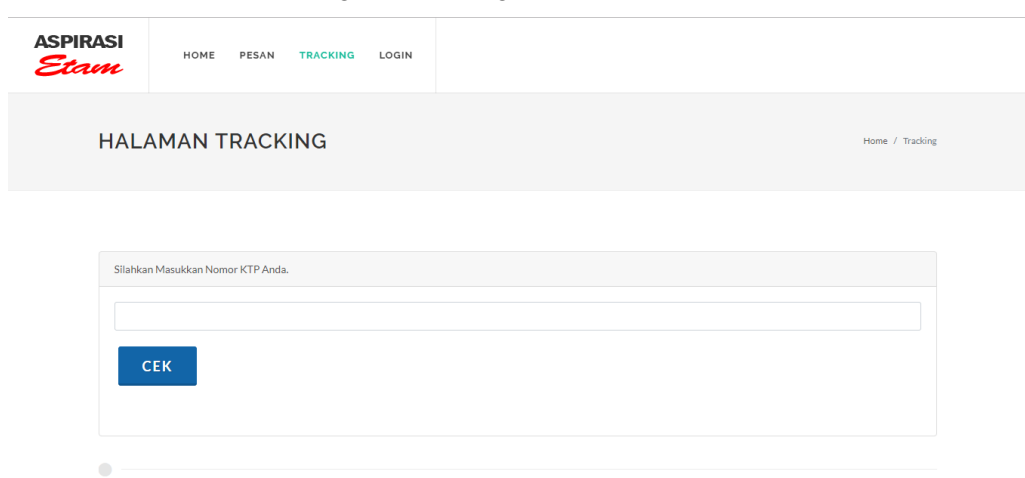 ASPIRASI
Etam
HOME PESAN TRACKING LOGIN
HALAMAN TRACKING
Home / Tracking
Silahkan Masukkan Nomor KTP Anda.
CEK